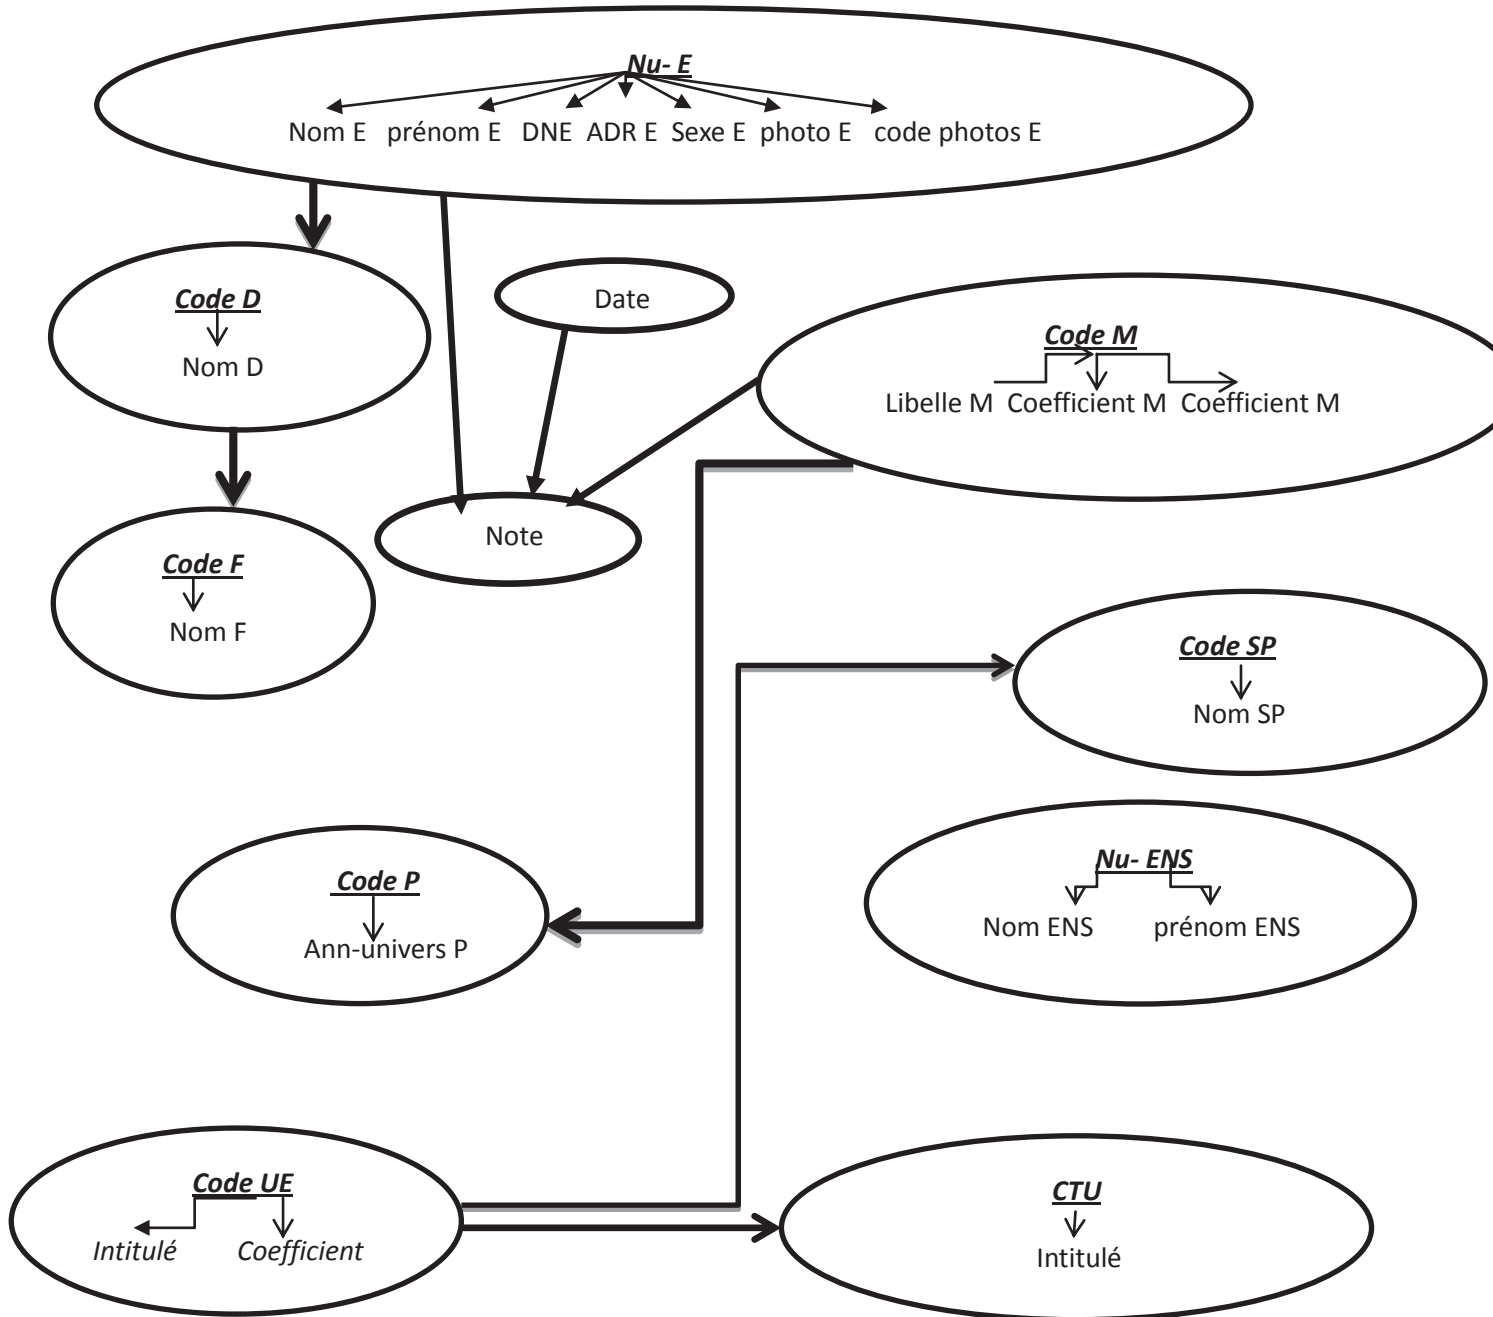 Nu- E
Nom E prénom E DNE ADR E Sexe E photo E code photos E
Code D
Nom D
Date
Code M
Libelle M Coefficient M Coefficient M
Code F
Nom F
Note
Code SP
Nom SP
Code P
Ann-univers P
Nu- ENS
Nom ENS prénom ENS
Code UE
Intitulé Coefficient
CTU
Intitulé